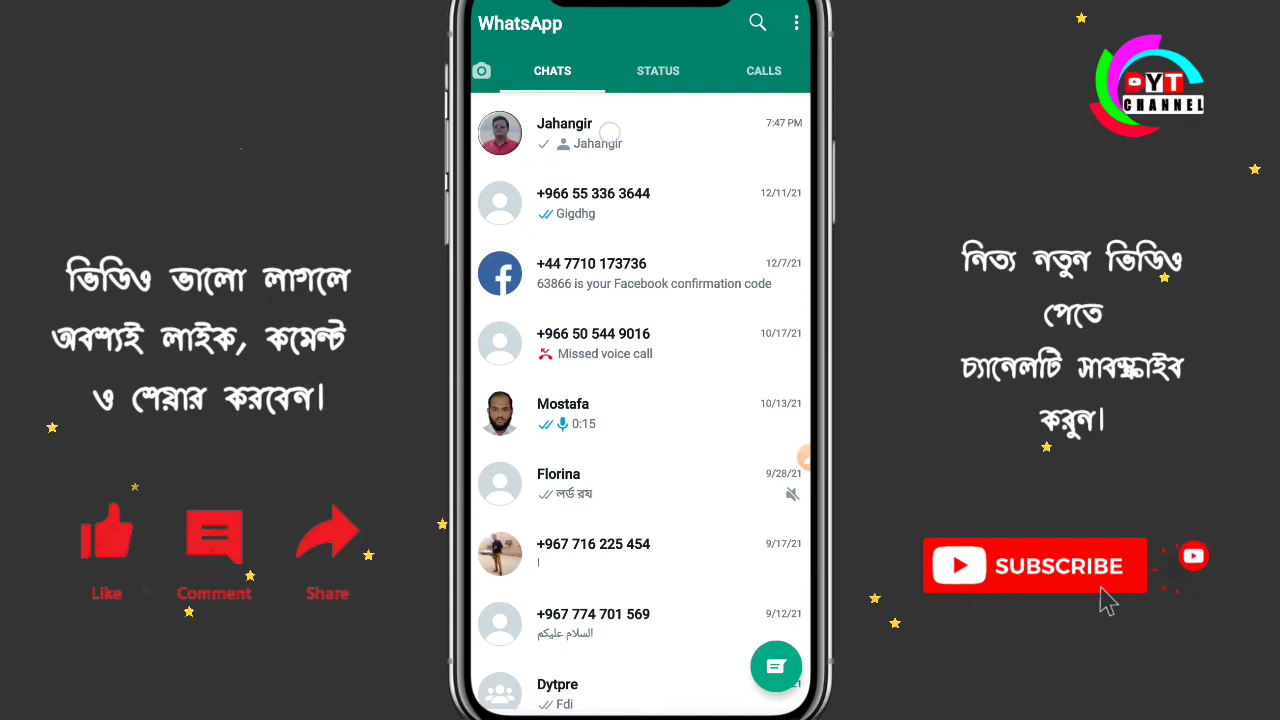 WhatsApp
CHATS
STATUS
CALLS
Jahangir
7:47 PM
Jahangir
+966 55 336 3644
12/11/21
Gigdhg
+44 7710 173736
12/7/21
63866 is your Facebook confirmation code
+966 50 544 9016
10/17/21
Missed voice call
Mostafa
10/13/21
0:15
Florina
9/28/21
লর্ড রয
+967 716 225 454
9/17/21
I
+967 774 701 569
9/12/21
السلام عليكم
Dytpre
Fdi
ভিডিও ভালো লাগলে
অবশ্যই লাইক, কমেন্ট
ও শেয়ার করবেন।
Like
Comment
Share
DYT
CHANNEL
নিত্য নতুন ভিডিও
পেতে
চ্যানেলটি সাবস্ক্রাইব
করুন।
SUBSCRIBE